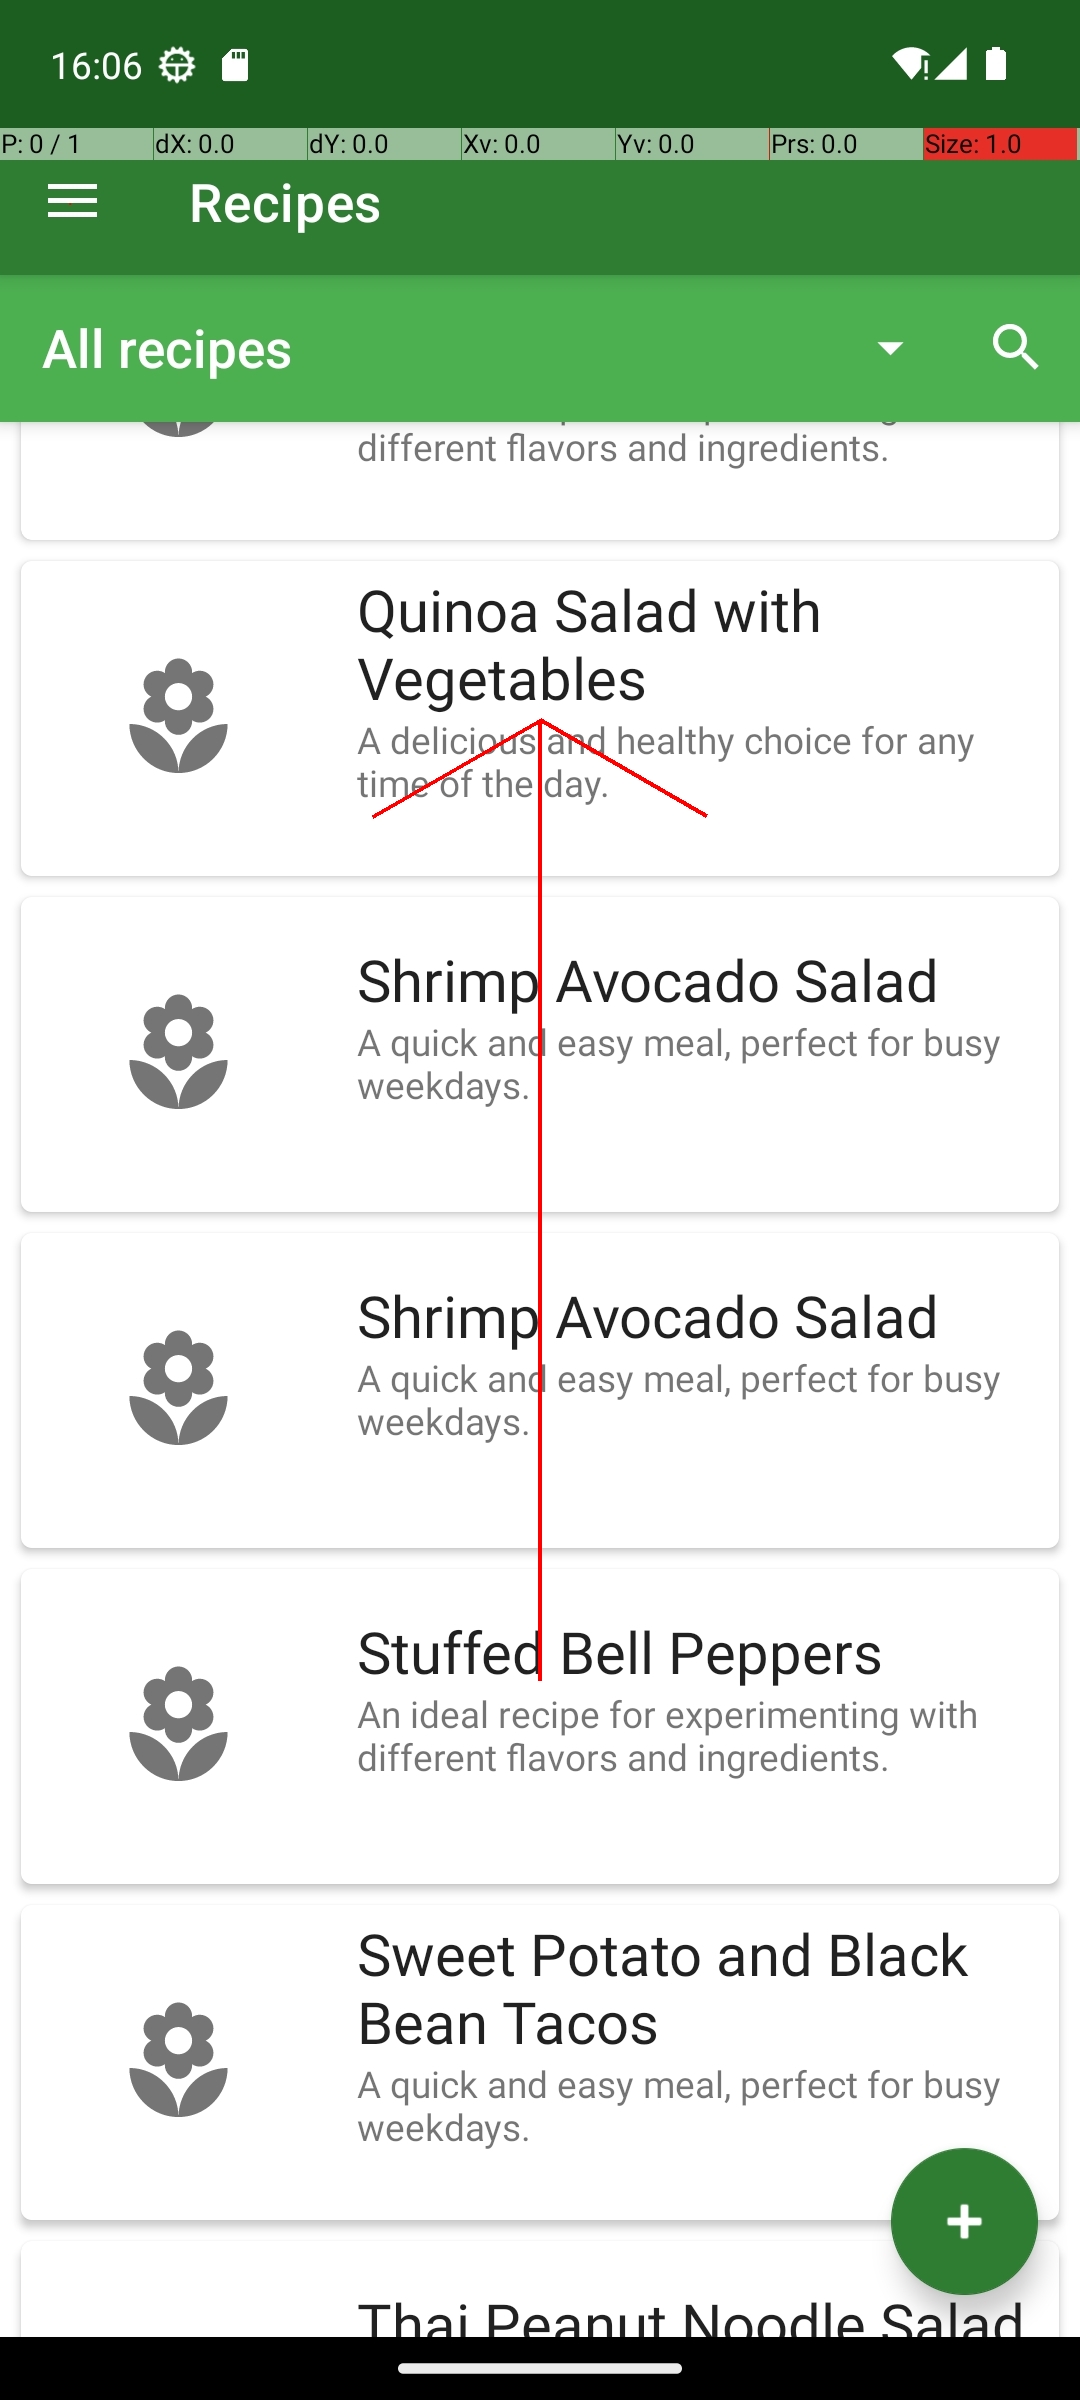 16:06
P: 0 / 1 dX: 0.0 dY: 0.0 Xv: 0.0 Yv: 0.0 Prs: 0.0 Size: 1.0
Recipes
All recipes
different flavors and ingredients.
Quinoa Salad with
Vegetables
A delicious and healthy choice for any
time of the day.
Shrimp Avocado Salad
A quick and easy meal, perfect for busy
weekdays.
Shrimp Avocado Salad
A quick and easy meal, perfect for busy
weekdays.
Stuffed Bell Peppers
An ideal recipe for experimenting with
different flavors and ingredients.
Sweet Potato and Black
Bean Tacos
A quick and easy meal, perfect for busy
weekdays.
Thai Peanut Noodle Salad